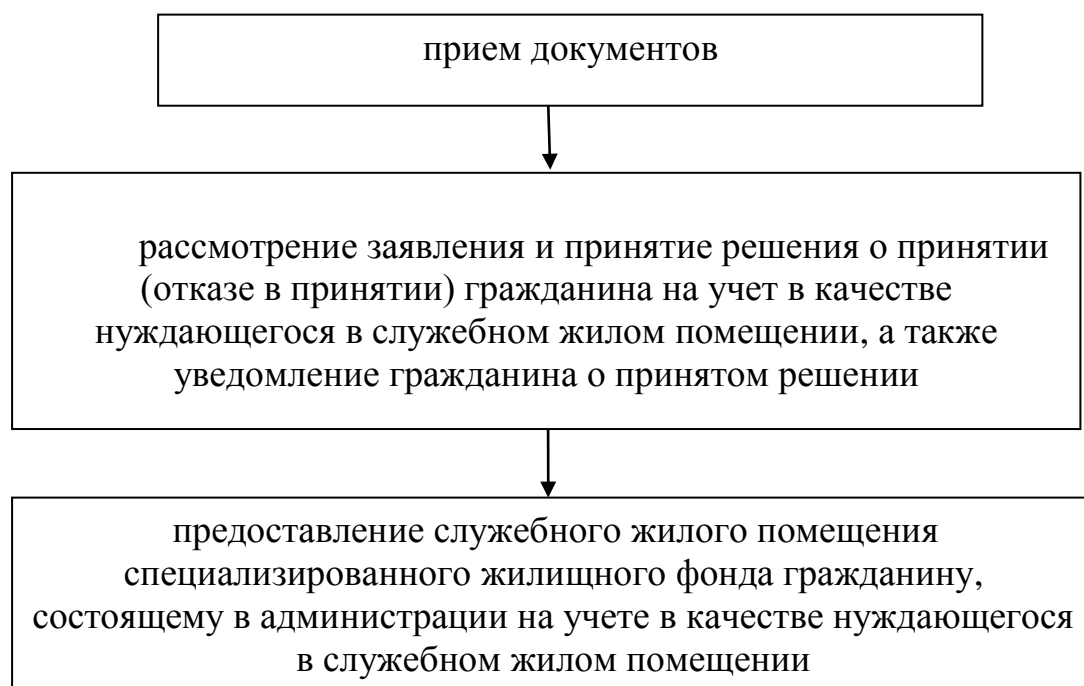 прием документов
рассмотрение заявления и принятие решения о принятии
(отказе в принятии) гражданина на учет в качестве
нуждающегося в служебном жилом помещении, а также
уведомление гражданина о принятом решении
предоставление служебного жилого помещения
специализированного жилищного фонда гражданину,
состоящему в администрации на учете в качестве нуждающегося
в служебном жилом помещении